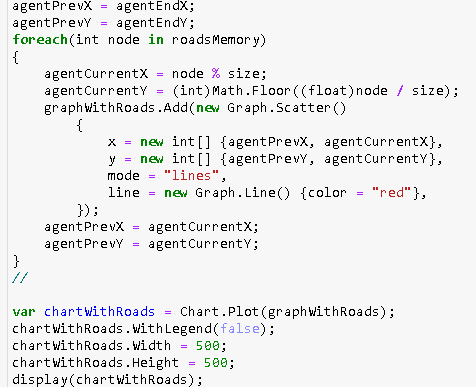 agentPrevX = agentEndX;
agentPrevY = agentEndY;
foreach(int node in roadsMemory)
{
    agentCurrentX = node % size;
    agentCurrentY = (int)Math.Floor((float)node / size);
    graphWithRoads.Add(new Graph.Scatter()
        {
            x = new int[] {agentPrevX, agentCurrentX},
            y = new int[] {agentPrevY, agentCurrentY},
            mode = "lines",
            line = new Graph.Line() {color = "red"},
        });
    agentPrevX = agentCurrentX;
    agentPrevY = agentCurrentY;
}
//
var chartWithRoads = Chart.Plot(graphWithRoads);
chartWithRoads.WithLegend(false);
chartWithRoads.Width = 500;
chartWithRoads.Height = 500;
display(chartWithRoads);